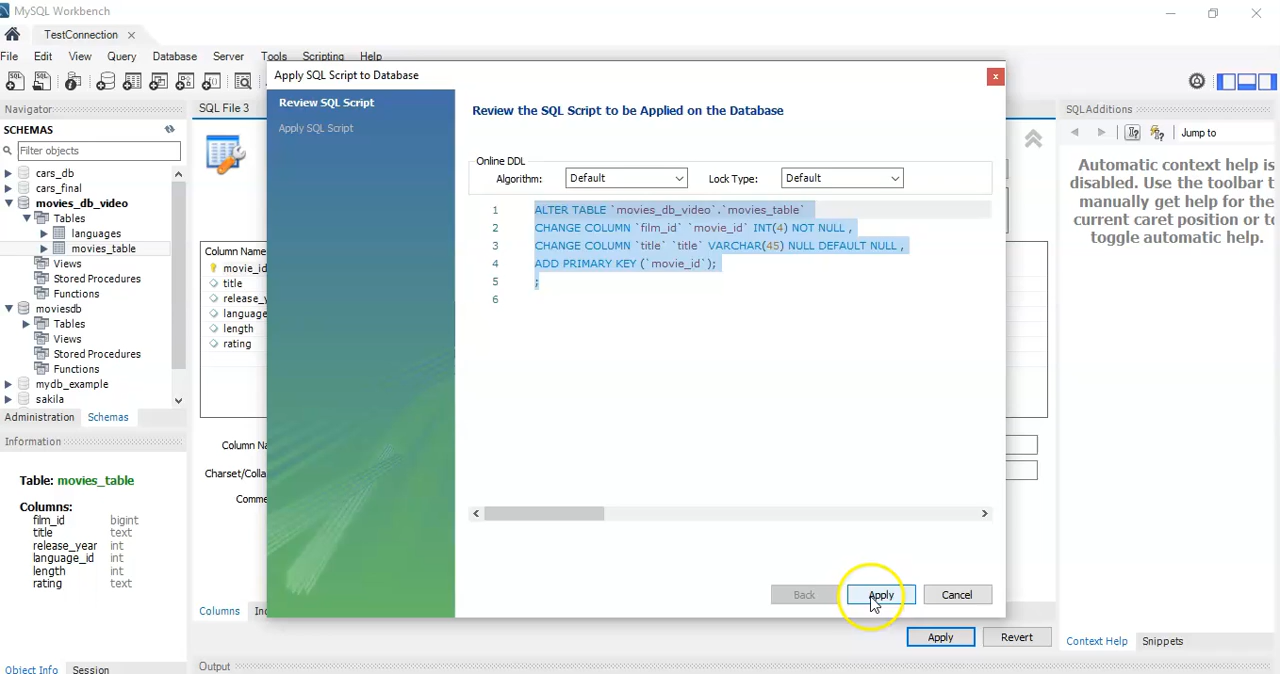 MySQL Workbench
TestConnection
File Edit View Query Database Server Tools Scripting Help
Navigator
SCHEMAS
Filter objects
cars_db
cars_final
movies_db_video
Tables
languages
movies_table
Views
Stored Procedures
Functions
moviesdb
Tables
Views
Stored Procedures
Functions
mydb_example
sakila
Administration Schemas
Information
Table: movies_table
Columns:
film_id bigint
title text
release_year int
language_id int
length int
rating text
Object Info Session
SQL File 3
Column Name
movie_id
title
release_y
language
length
rating
Column Na
Charset/Colla
Comme
Columns Ind
Apply Revert
Output
Apply SQL Script to Database
Review SQL Script
Apply SQL Script
Review the SQL Script to be Applied on the Database
Online DDL
Algorithm: Default Lock Type: Default
1 ALTER TABLE `movies_db_video`.`movies_table`
2 CHANGE COLUMN `film_id` `movie_id` INT(4) NOT NULL ,
3 CHANGE COLUMN `title` `title` VARCHAR(45) NULL DEFAULT NULL ,
4 ADD PRIMARY KEY (`movie_id`);
5 ;
6
Back Apply Cancel
SQLAdditions
Jump to
Automatic context help is
disabled. Use the toolbar t
manually get help for the
current caret position or to
toggle automatic help.
Context Help Snippets